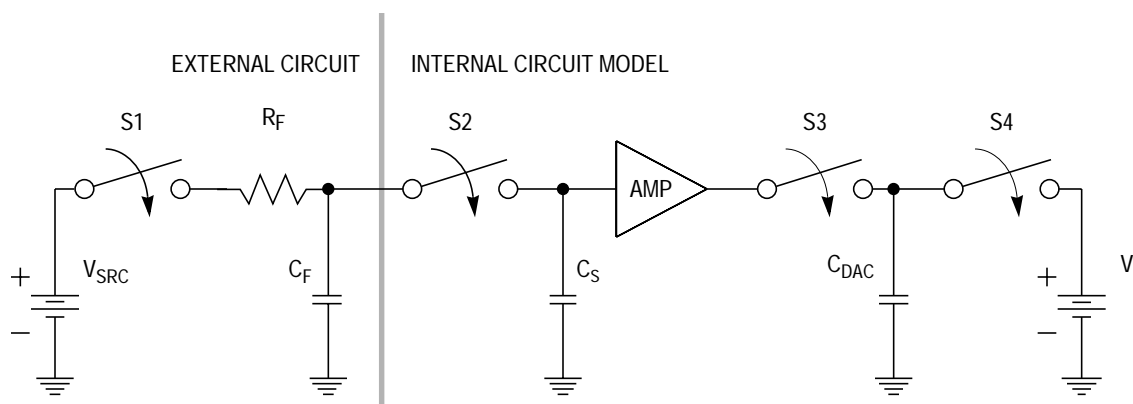 EXTERNAL CIRCUIT
INTERNAL CIRCUIT MODEL
S1
RF
S2
S3
S4
AMP
+
VSRC
−
CF
CS
CDAC
+
V
−